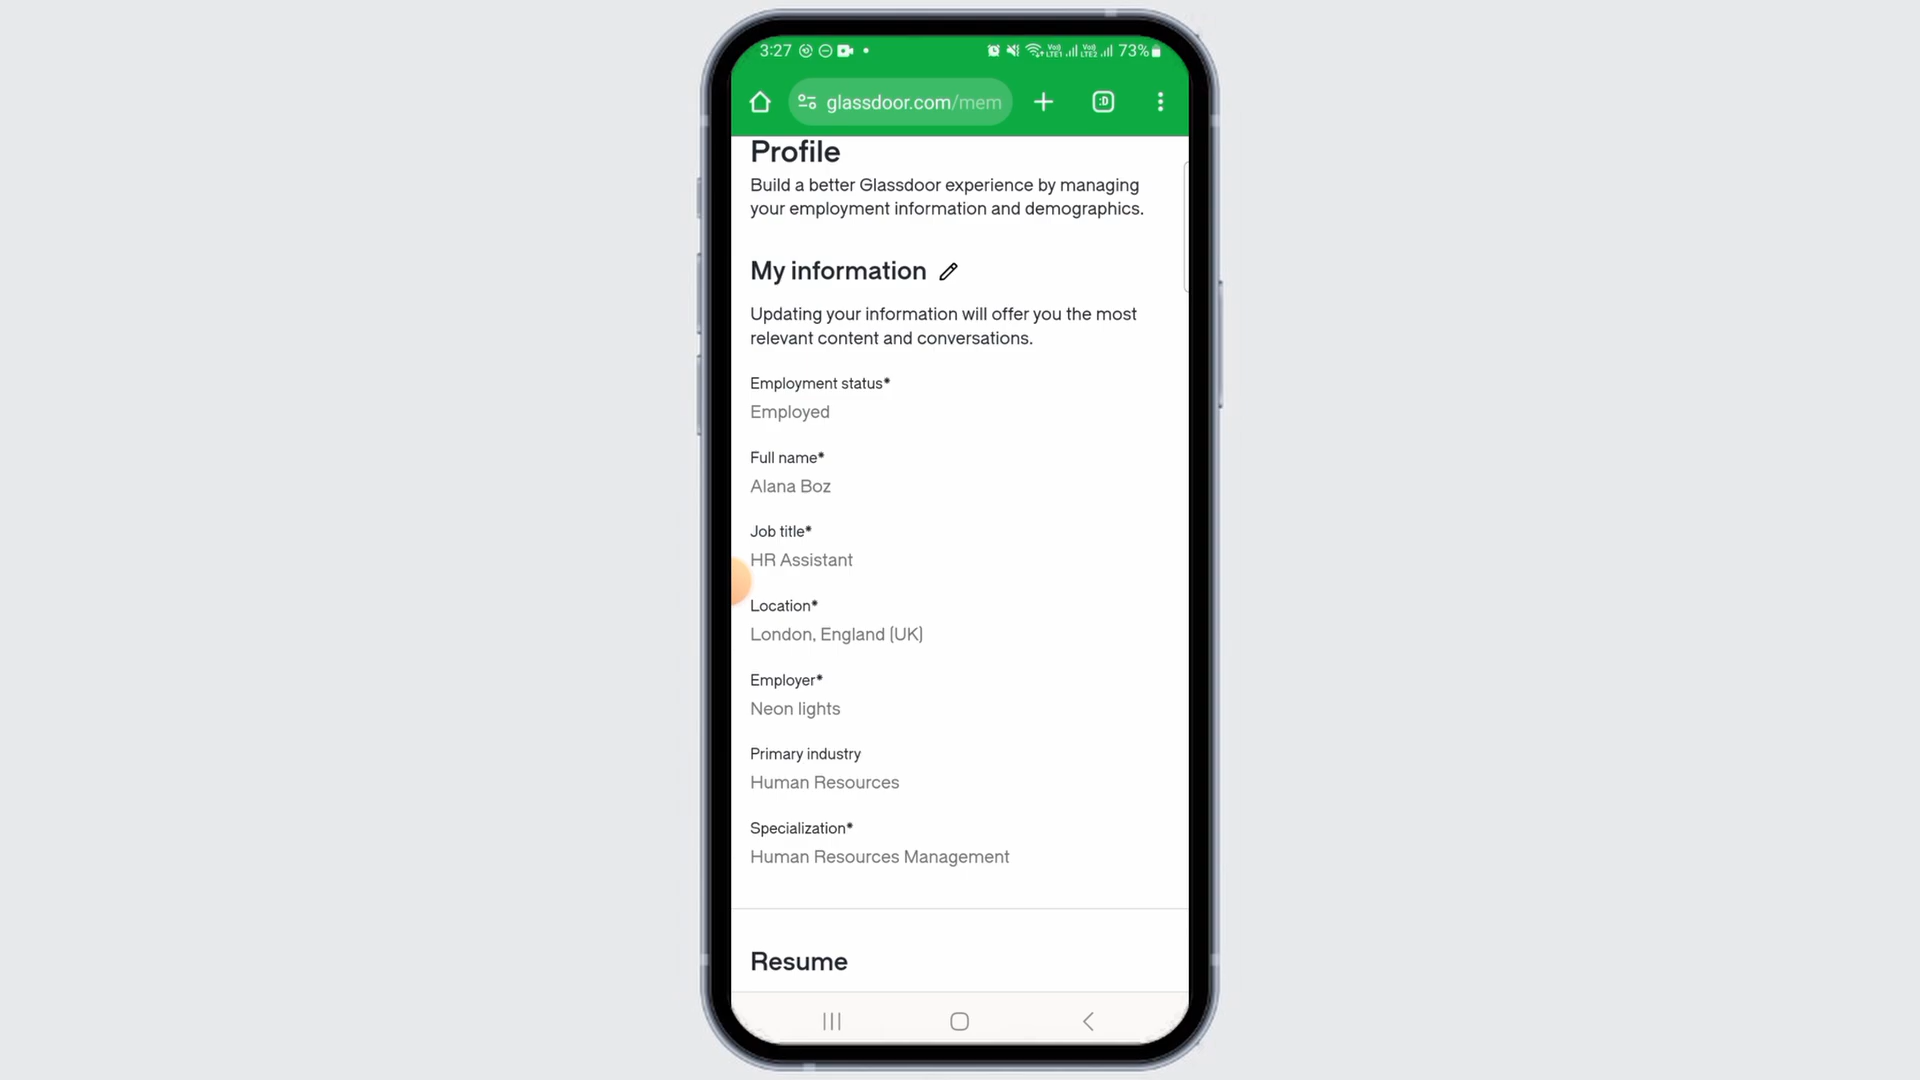 3:27 73%
glassdoor.com/mem :D
Profile
Build a better Glassdoor experience by managing
your employment information and demographics.
My information
Updating your information will offer you the most
relevant content and conversations.
Employment status*
Employed
Full name*
Alana Boz
Job title*
HR Assistant
Location*
London, England (UK)
Employer*
Neon lights
Primary industry
Human Resources
Specialization*
Human Resources Management
Resume